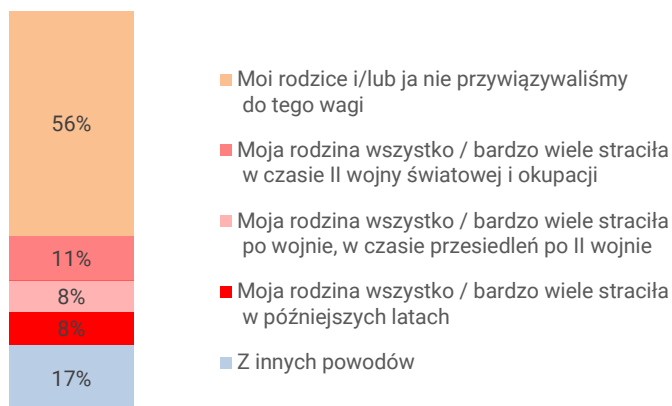 56%
11%
8%
8%
17%
Moi rodzice i/lub ja nie przywiązywaliśmy
do tego wagi
Moja rodzina wszystko / bardzo wiele straciła
w czasie II wojny światowej i okupacji
Moja rodzina wszystko / bardzo wiele straciła
po wojnie, w czasie przesiedleń po II wojnie
Moja rodzina wszystko / bardzo wiele straciła
w późniejszych latach
Z innych powodów